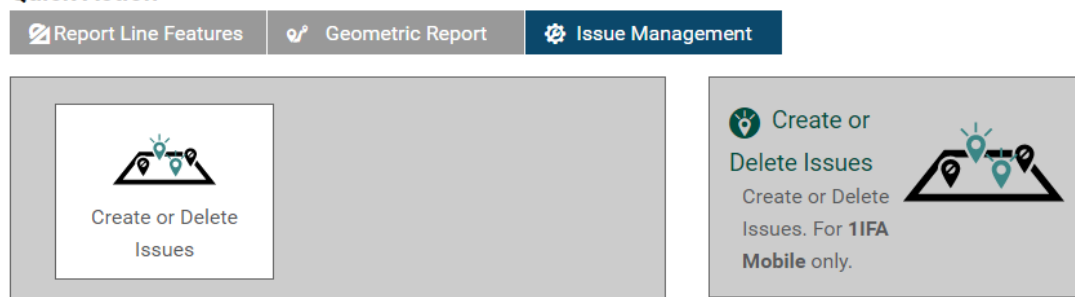 Report Line Features
Geometric Report
Issue Management
Create or Delete
Issues
Create or
Delete Issues
Create or Delete
Issues. For 1IFA
Mobile only.